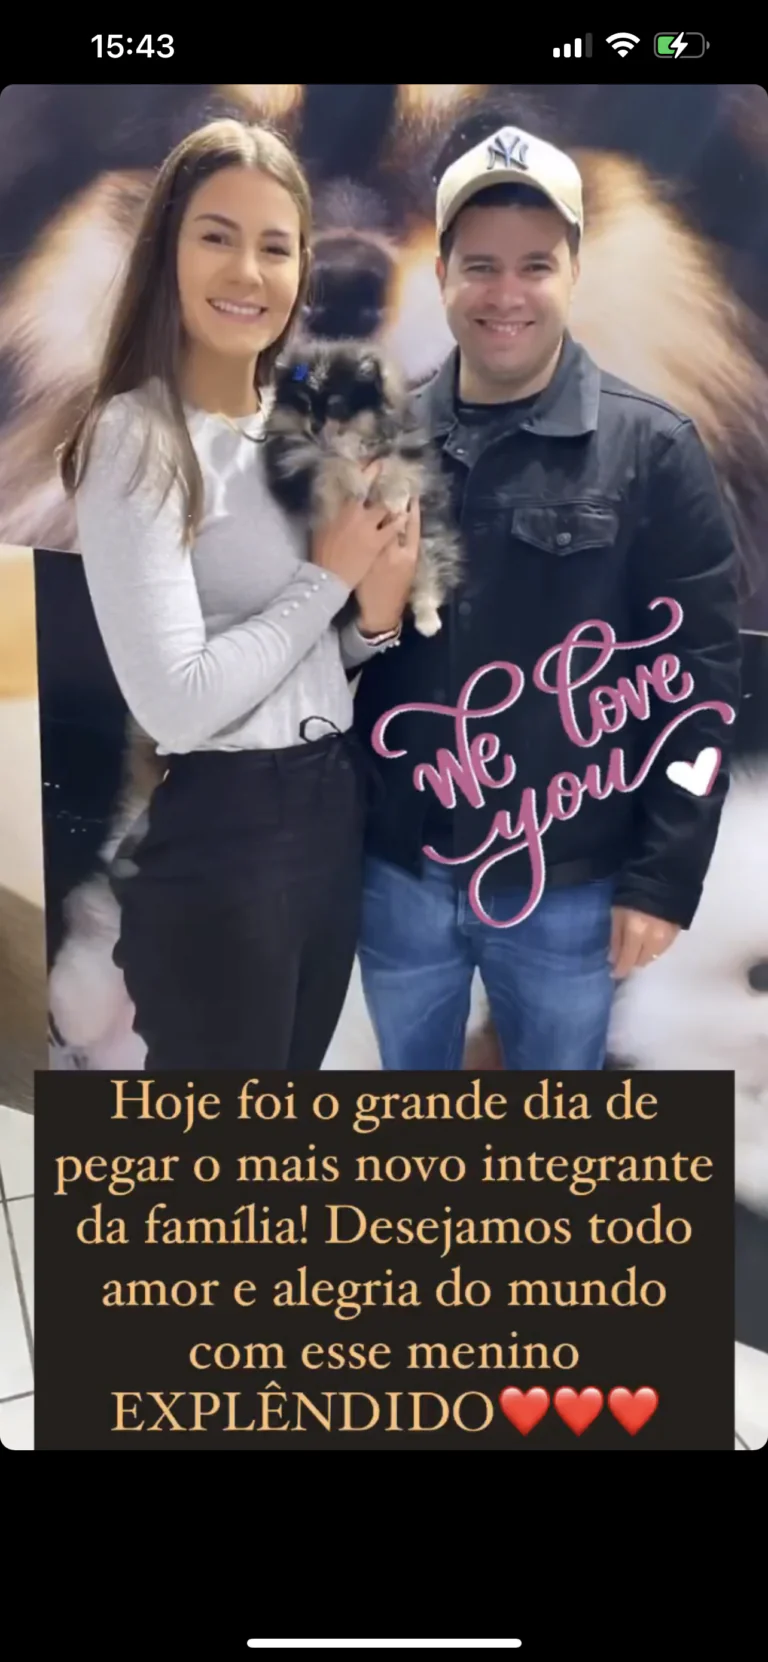 15:43
NY
we love
you
Hoje foi o grande dia de
pegar o mais novo integrante
da família! Desejamos todo
amor e alegria do mundo
com esse menino
EXPLÊNDIDO❤️❤️❤️